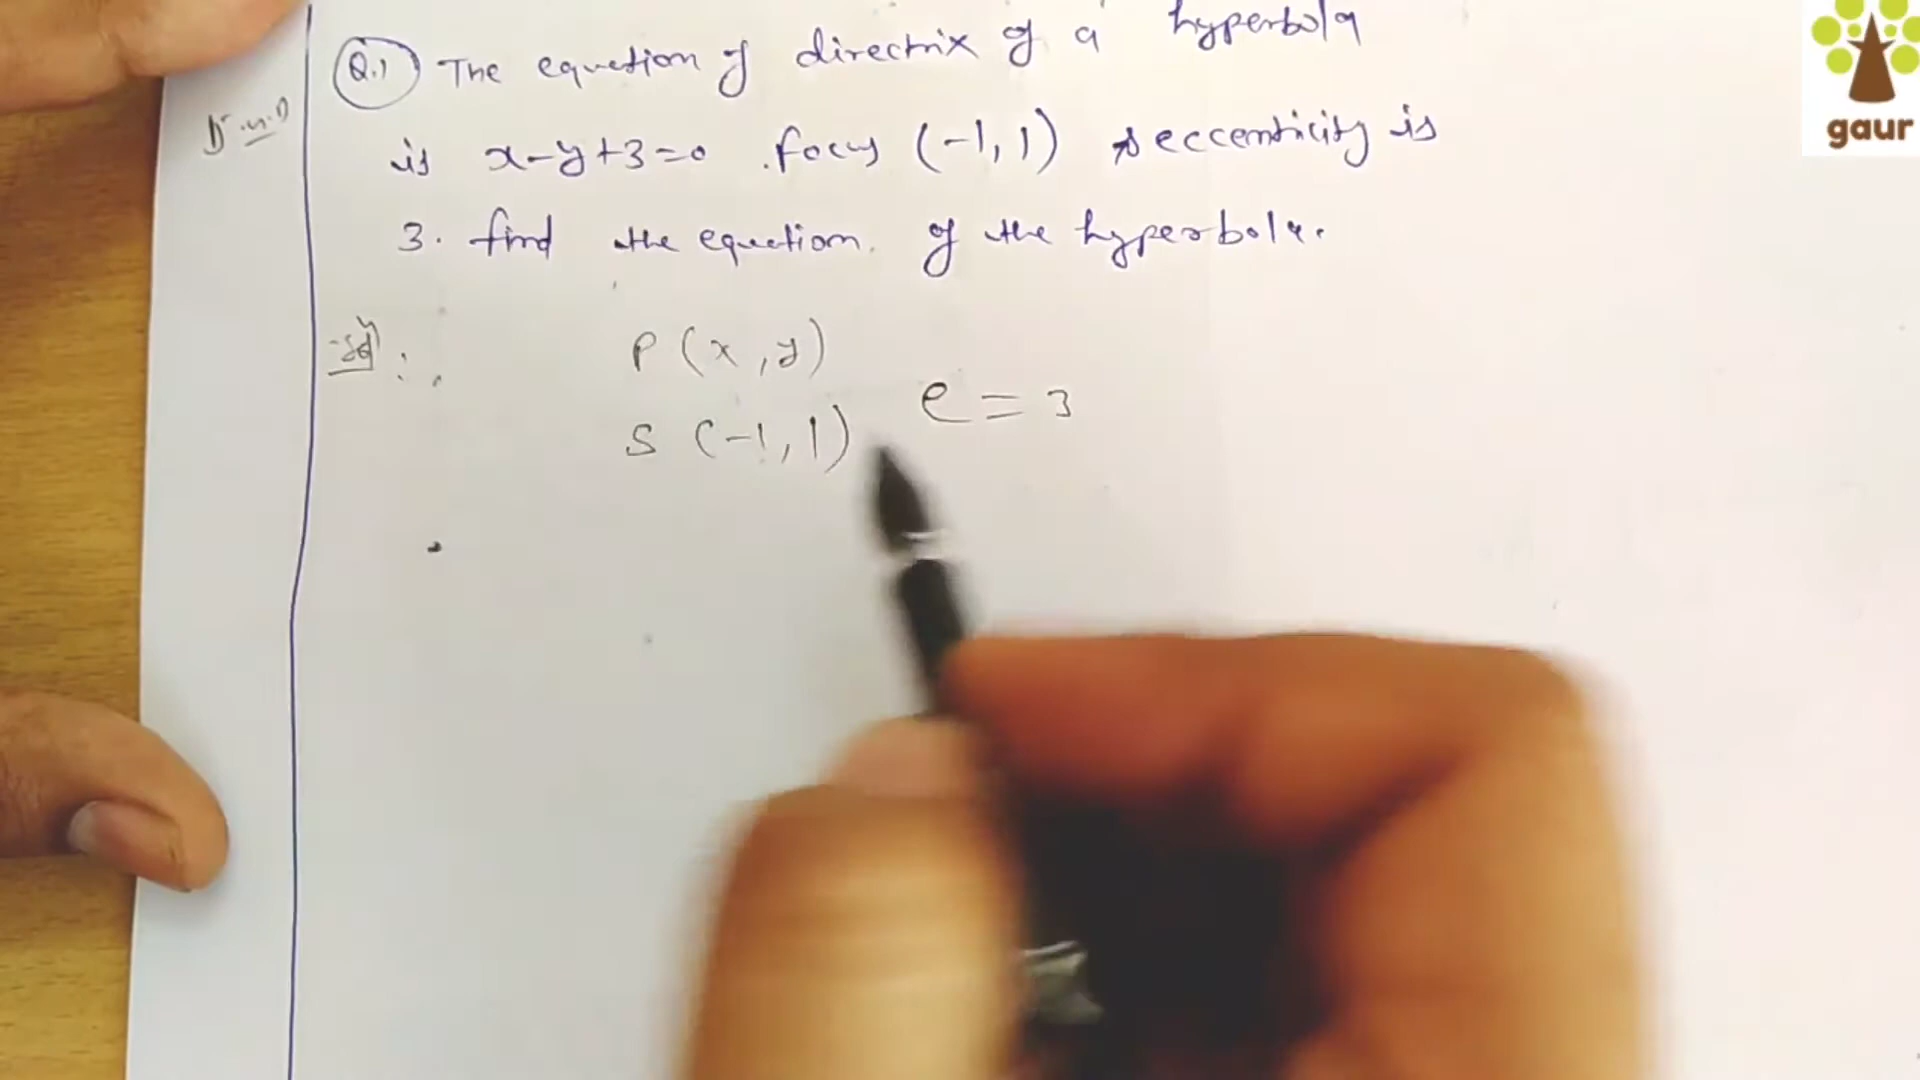 Q.1 The equation of directrix of a hyperbola
is x-y+3=0 . focus (-1, 1) & eccentricity is
3. find the equation. of the hyperbola.
P (x, y)
S (-1, 1) e = 3
gaur